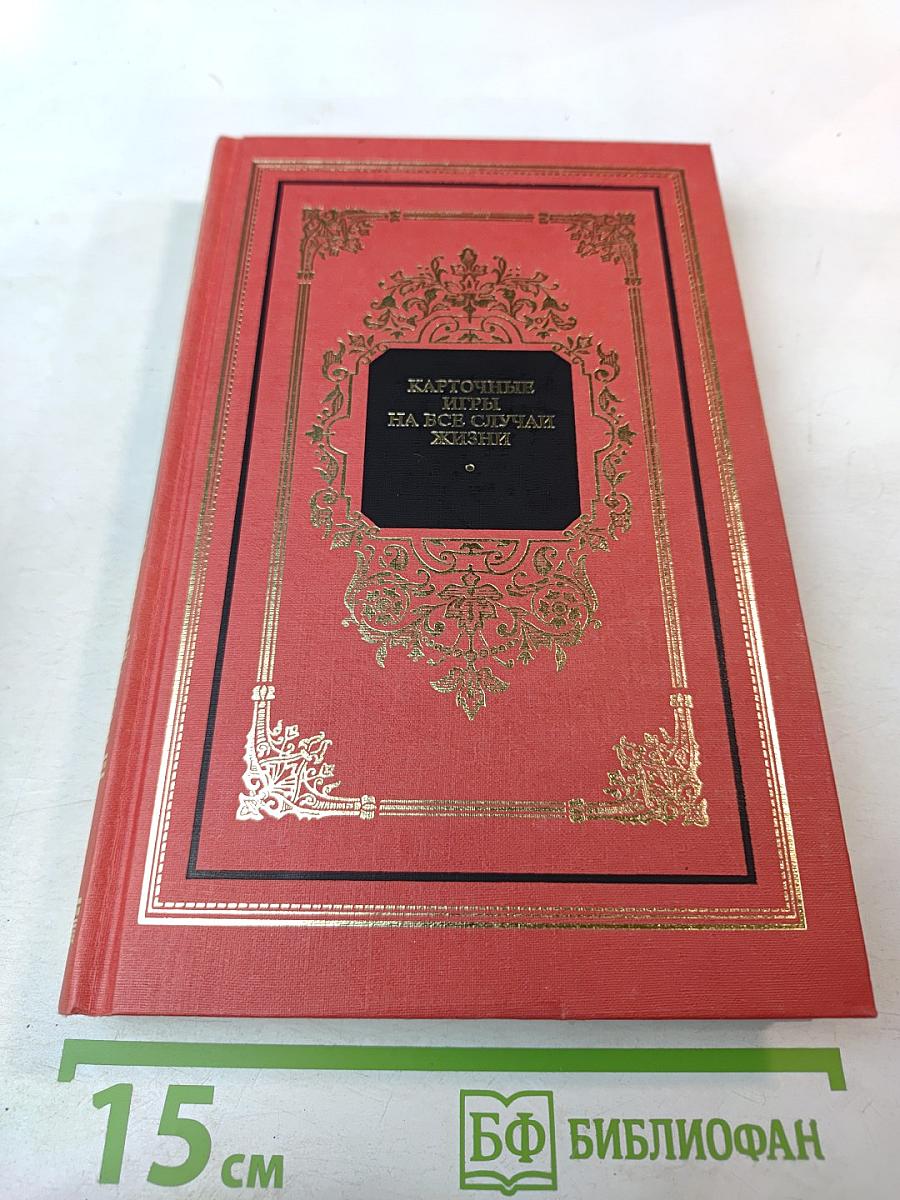 КАРТОЧНЫЕ
ИГРЫ
НА ВСЕ СЛУЧАИ
ЖИЗНИ
15 см
БФ БИБЛИОФАН